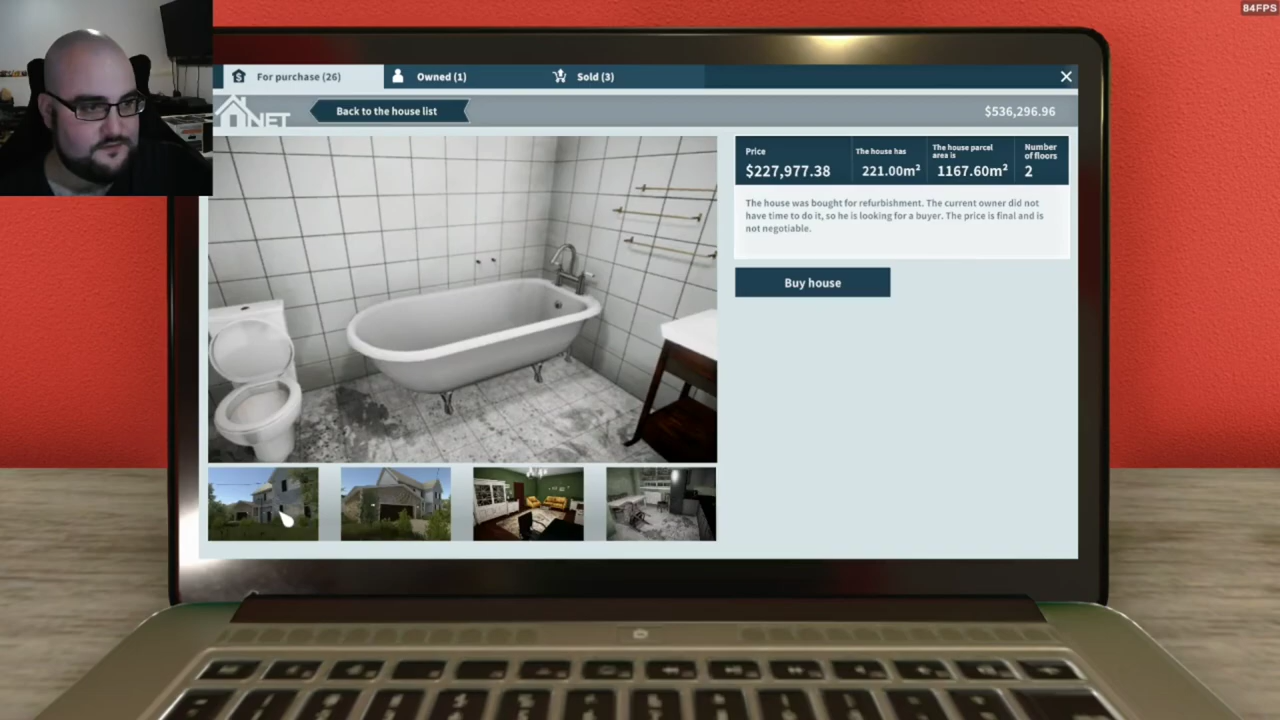 84FPS
For purchase (26)
Owned (1)
Sold (3)
NET
Back to the house list
$536,296.96
Price
$227,977.38
The house has
221.00m²
The house parcel
area is
1167.60m²
Number
of floors
2
The house was bought for refurbishment. The current owner did not
have time to do it, so he is looking for a buyer. The price is final and is
not negotiable.
Buy house